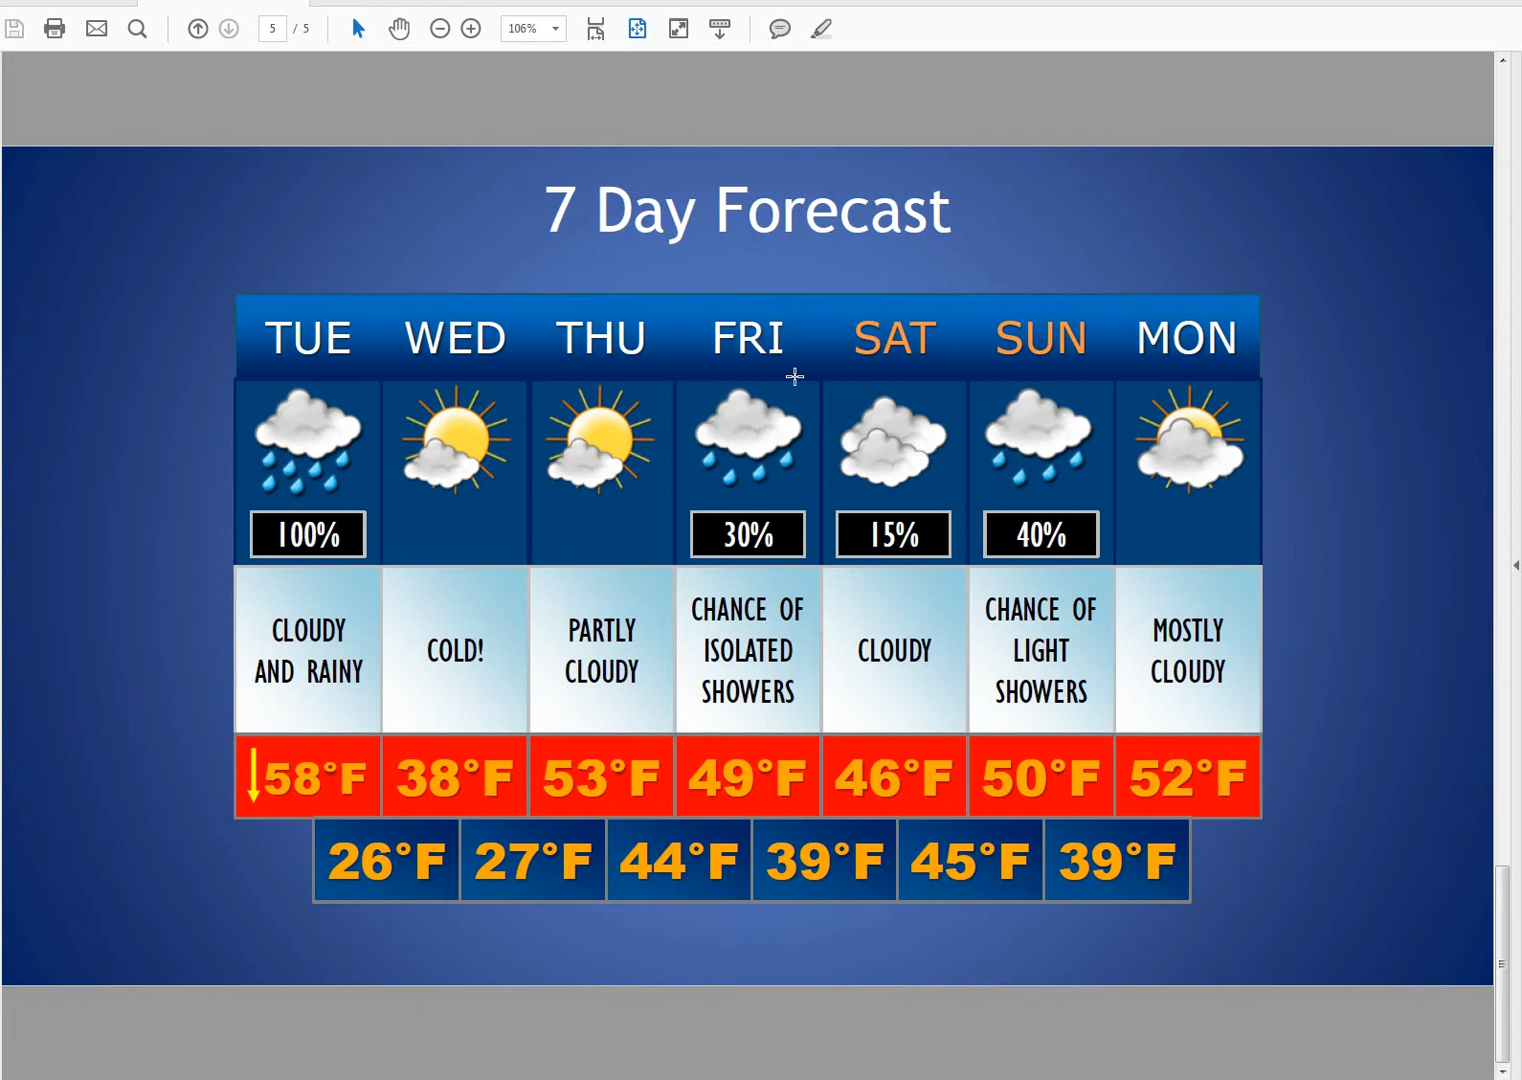 5 / 5 106%
7 Day Forecast
TUE WED THU FRI SAT SUN MON
100% 30% 15% 40%
CLOUDY
AND RAINY
COLD!
PARTLY
CLOUDY
CHANCE OF
ISOLATED
SHOWERS
CLOUDY
CHANCE OF
LIGHT
SHOWERS
MOSTLY
CLOUDY
58°F 38°F 53°F 49°F 46°F 50°F 52°F
26°F 27°F 44°F 39°F 45°F 39°F